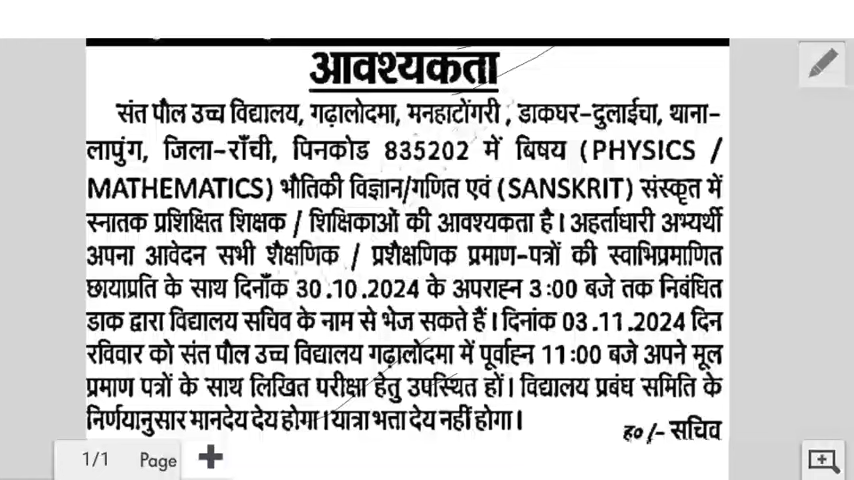 आवश्यकता
संत पौल उच्च विद्यालय, गढ़ालोदमा, मनहाटोंगरी, डाकघर-दुलाईचा, थाना-
लापुंग, जिला-राँची, पिनकोड 835202 में बिषय (PHYSICS /
MATHEMATICS) भौतिकी विज्ञान/गणित एवं (SANSKRIT) संस्कृत में
स्नातक प्रशिक्षित शिक्षक / शिक्षिकाओं की आवश्यकता है। अहर्ताधारी अभ्यर्थी
अपना आवेदन सभी शैक्षणिक / प्रशैक्षणिक प्रमाण-पत्रों की स्वाभिप्रमाणित
छायाप्रति के साथ दिनाँक 30.10.2024 के अपराह्न 3:00 बजे तक निबंधित
डाक द्वारा विद्यालय सचिव के नाम से भेज सकते हैं। दिनांक 03.11.2024 दिन
रविवार को संत पौल उच्च विद्यालय गढ़ालोदमा में पूर्वाह्न 11:00 बजे अपने मूल
प्रमाण पत्रों के साथ लिखित परीक्षा हेतु उपस्थित हों। विद्यालय प्रबंध समिति के
निर्णयानुसार मानदेय देय होगा। यात्रा भत्ता देय नहीं होगा।
ह०/- सचिव
1/1 Page